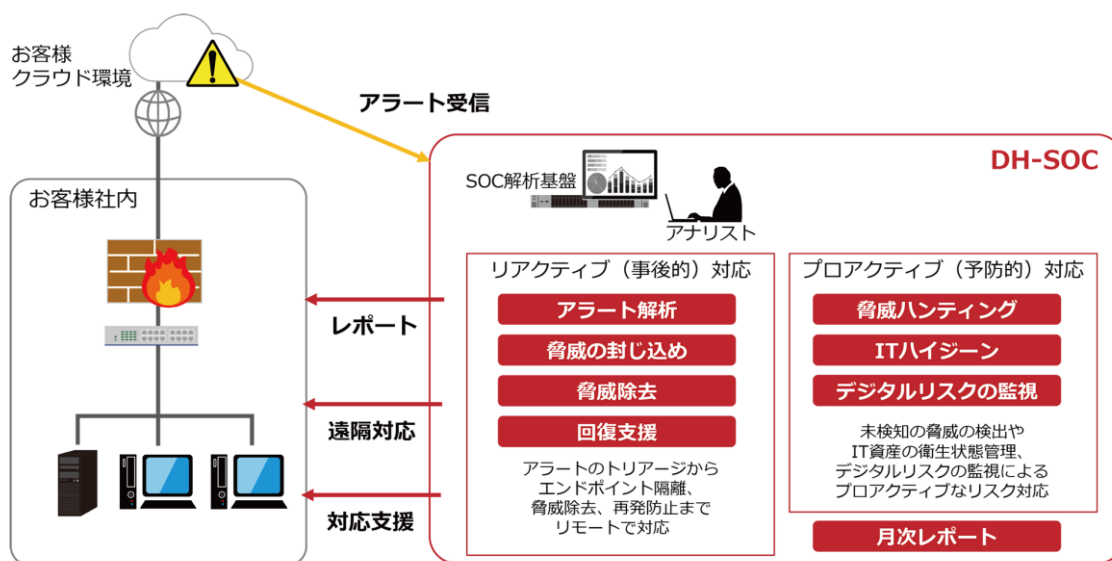 お客様
クラウド環境
アラート受信
DH-SOC
SOC解析基盤
アナリスト
お客様社内
レポート
遠隔対応
対応支援
リアクティブ（事後的）対応
アラート解析
脅威の封じ込め
脅威除去
回復支援
アラートのトリアージから
エンドポイント隔離、
脅威除去、再発防止まで
リモートで対応
プロアクティブ（予防的）対応
脅威ハンティング
ITハイジーン
デジタルリスクの監視
未検知の脅威の検出や
IT資産の衛生状態管理、
デジタルリスクの監視による
プロアクティブなリスク対応
月次レポート